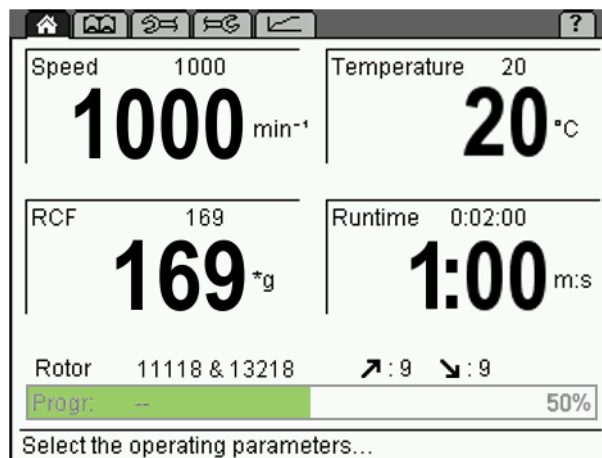 ?
Speed 1000
1000 min⁻¹
Temperature 20
20 °C
RCF 169
169 *g
Runtime 0:02:00
1:00 m:s
Rotor 11118 & 13218 ↗ : 9 ↘ : 9
Progr: -- 50%
Select the operating parameters...